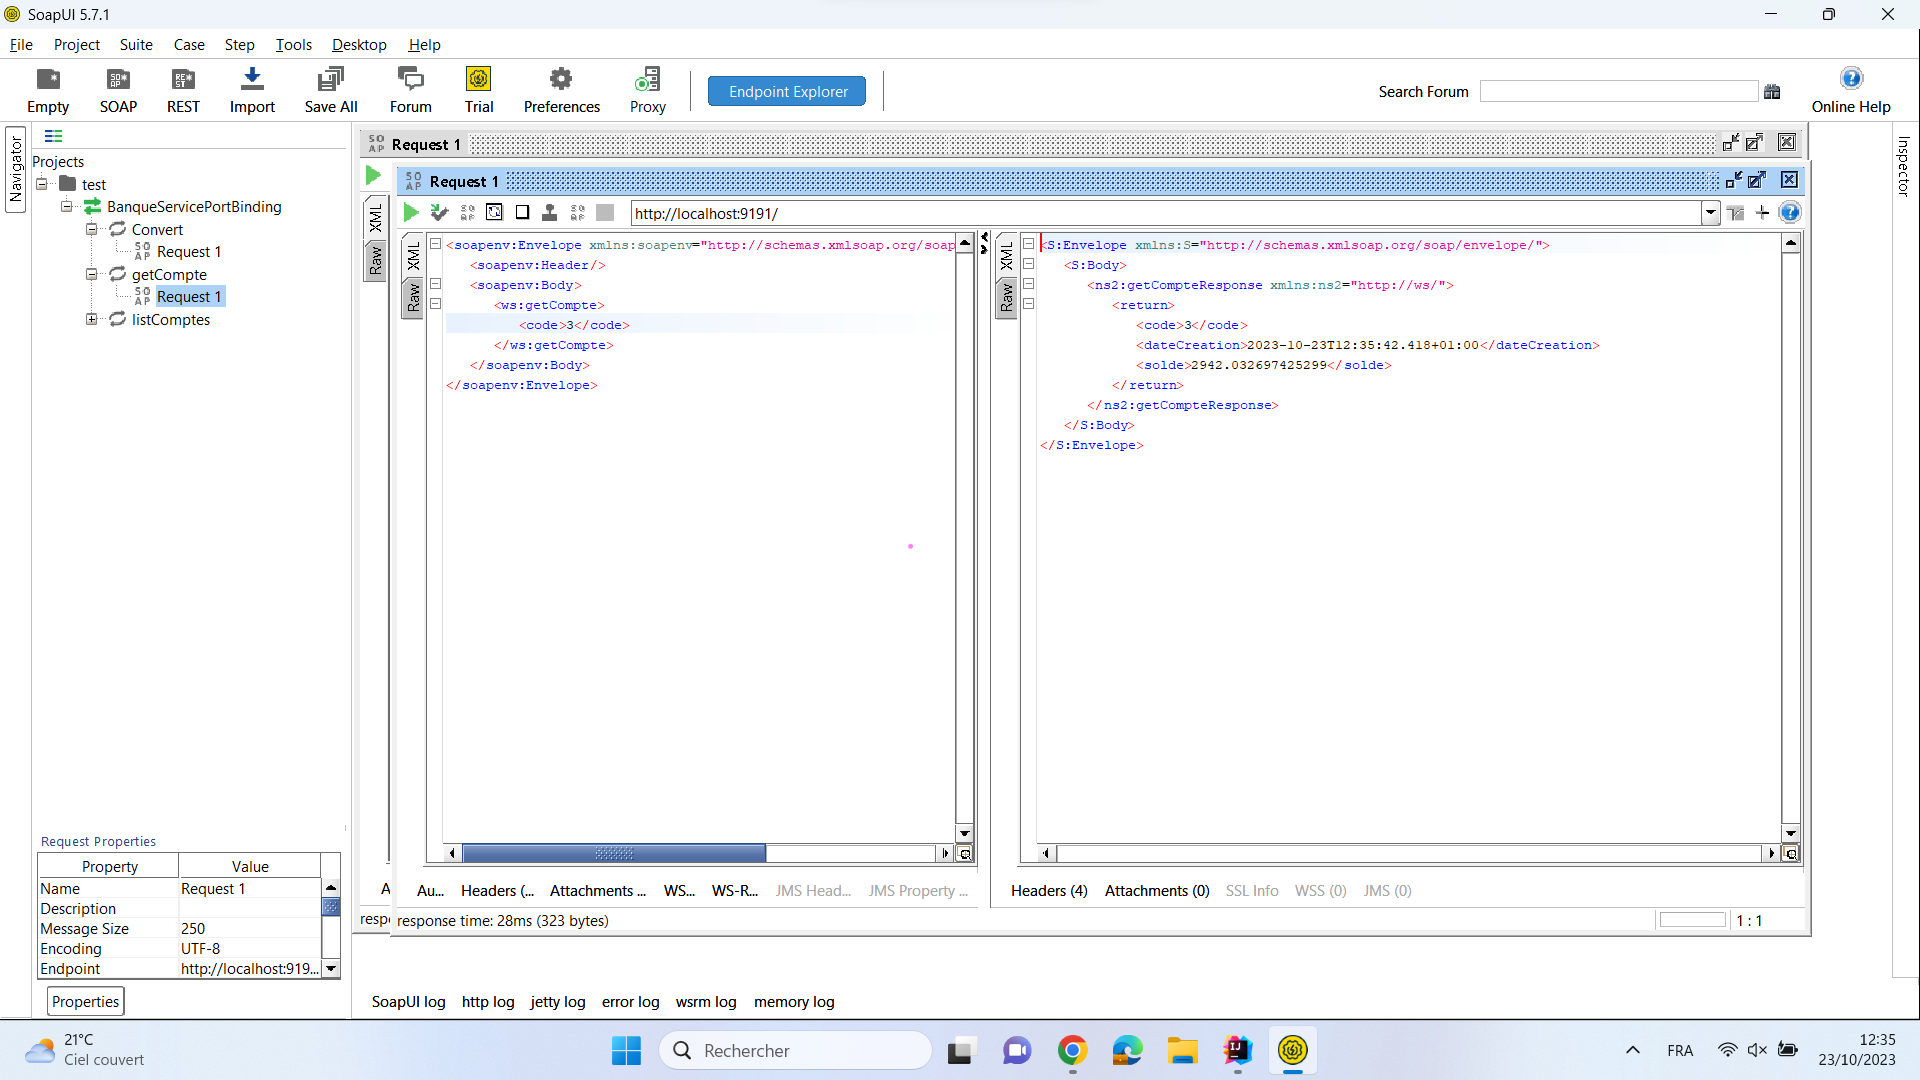 SoapUI 5.7.1
File Project Suite Case Step Tools Desktop Help
Empty SOAP REST Import Save All Forum Trial Preferences Proxy Endpoint Explorer Search Forum Online Help
Navigator
Inspector
Projects
test
BanqueServicePortBinding
Convert
Request 1
getCompte
Request 1
listComptes
Request 1
XML
Raw
Request 1
http://localhost:9191/
XML
Raw
<soapenv:Envelope xmlns:soapenv="http://schemas.xmlsoap.org/soap
<soapenv:Header/>
<soapenv:Body>
<ws:getCompte>
<code>3</code>
</ws:getCompte>
</soapenv:Body>
</soapenv:Envelope>
XML
Raw
<S:Envelope xmlns:S="http://schemas.xmlsoap.org/soap/envelope/">
<S:Body>
<ns2:getCompteResponse xmlns:ns2="http://ws/">
<return>
<code>3</code>
<dateCreation>2023-10-23T12:35:42.418+01:00</dateCreation>
<solde>2942.032697425299</solde>
</return>
</ns2:getCompteResponse>
</S:Body>
</S:Envelope>
A
Au... Headers (... Attachments ... WS... WS-R... JMS Head... JMS Property ...
Headers (4) Attachments (0) SSL Info WSS (0) JMS (0)
respo
response time: 28ms (323 bytes)
1 : 1
Request Properties
Property Value
Name Request 1
Description
Message Size 250
Encoding UTF-8
Endpoint http://localhost:919...
Properties
SoapUI log http log jetty log error log wsrm log memory log
21°C
Ciel couvert
Rechercher
FRA
12:35
23/10/2023